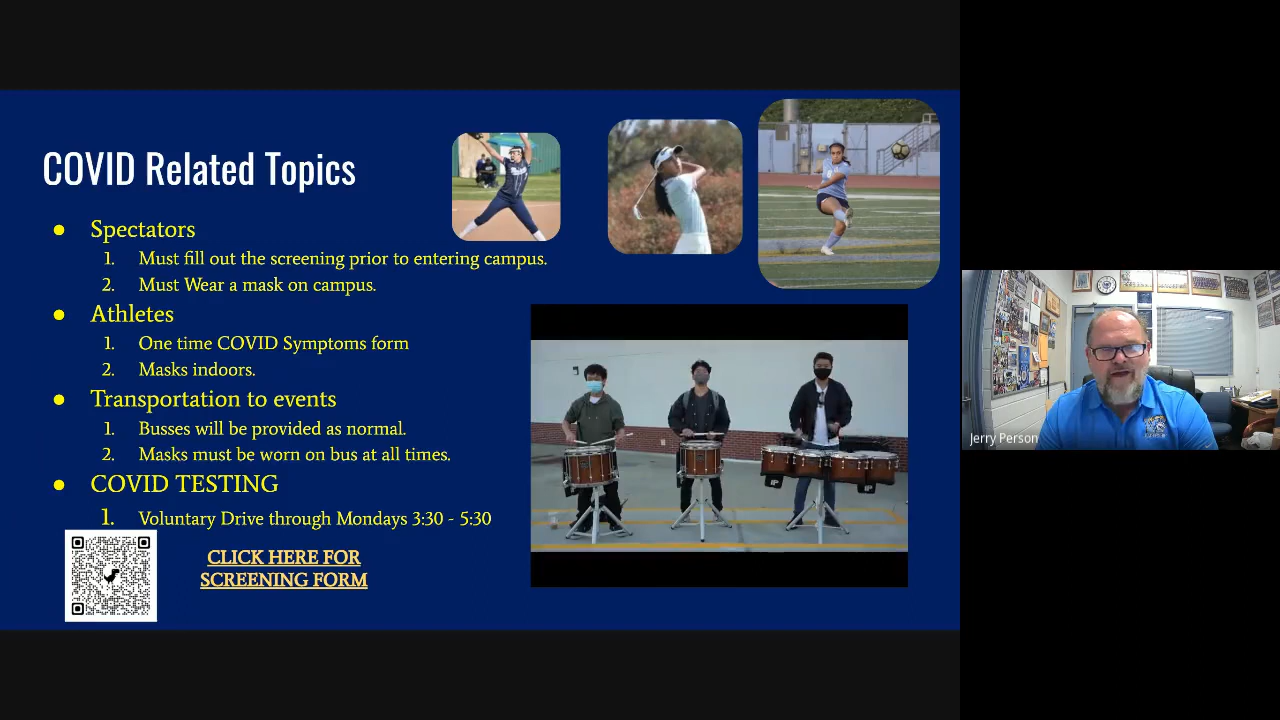 COVID Related Topics
● Spectators
1. Must fill out the screening prior to entering campus.
2. Must Wear a mask on campus.
● Athletes
1. One time COVID Symptoms form
2. Masks indoors.
● Transportation to events
1. Busses will be provided as normal.
2. Masks must be worn on bus at all times.
● COVID TESTING
1. Voluntary Drive through Mondays 3:30 - 5:30
CLICK HERE FOR
SCREENING FORM
Jerry Person